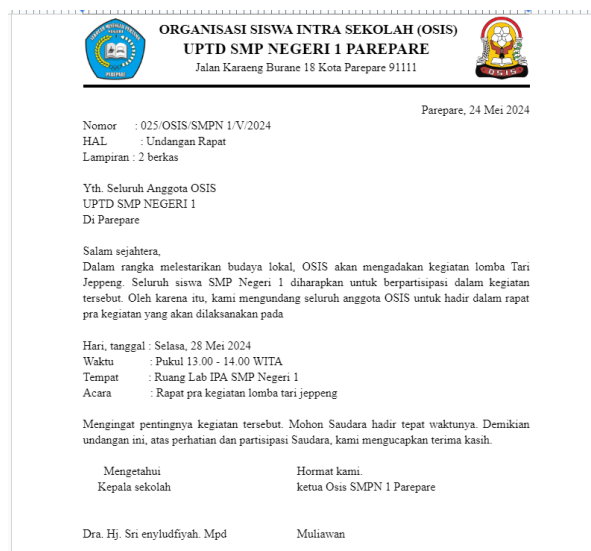 ORGANISASI SISWA INTRA SEKOLAH (OSIS)
UPTD SMP NEGERI 1 PAREPARE
Jalan Karaeng Burane 18 Kota Parepare 91111
PAREPARE
OSIS
Parepare, 24 Mei 2024
Nomor : 025/OSIS/SMPN 1/V/2024
HAL : Undangan Rapat
Lampiran : 2 berkas
Yth. Seluruh Anggota OSIS
UPTD SMP NEGERI 1
Di Parepare
Salam sejahtera,
Dalam rangka melestarikan budaya lokal, OSIS akan mengadakan kegiatan lomba Tari
Jeppeng. Seluruh siswa SMP Negeri 1 diharapkan untuk berpartisipasi dalam kegiatan
tersebut. Oleh karena itu, kami mengundang seluruh anggota OSIS untuk hadir dalam rapat
pra kegiatan yang akan dilaksanakan pada
Hari, tanggal : Selasa, 28 Mei 2024
Waktu : Pukul 13.00 - 14.00 WITA
Tempat : Ruang Lab IPA SMP Negeri 1
Acara : Rapat pra kegiatan lomba tari jeppeng
Mengingat pentingnya kegiatan tersebut. Mohon Saudara hadir tepat waktunya. Demikian
undangan ini, atas perhatian dan partisipasi Saudara, kami mengucapkan terima kasih.
Mengetahui Hormat kami.
Kepala sekolah ketua Osis SMPN 1 Parepare
Dra. Hj. Sri enyludfiyah. Mpd Muliawan